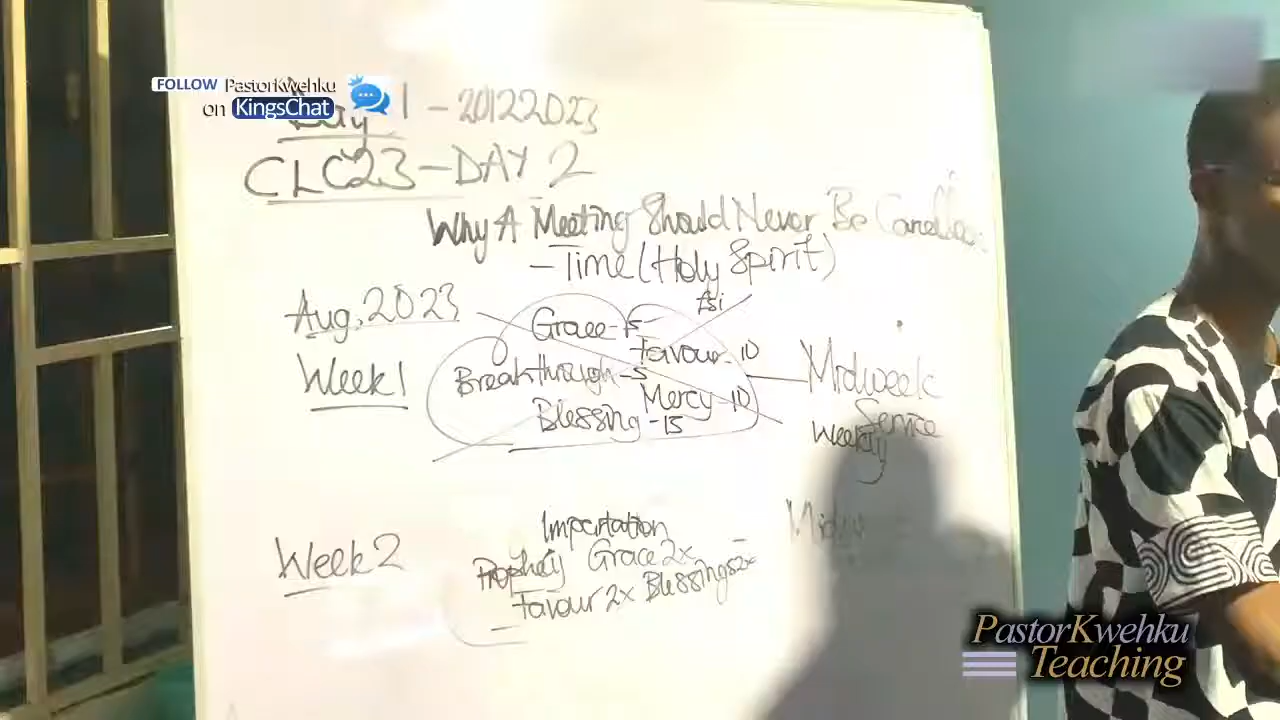 FOLLOW PastorKwehku
on KingsChat
Day 1 - 20122023
CLC23-DAY 2
Why A Meeting Should Never Be
- Time (Holy Spirit)
Aug, 2023
Week 1
Grace-15
Favour-10
Breakthrough-5
Mercy-10
Blessing-15
Midweek
Service
Weekly
Week 2
Impartation
Prophecy Grace 2x
Favour 2x Blessings 2x
PastorKwehku
Teaching